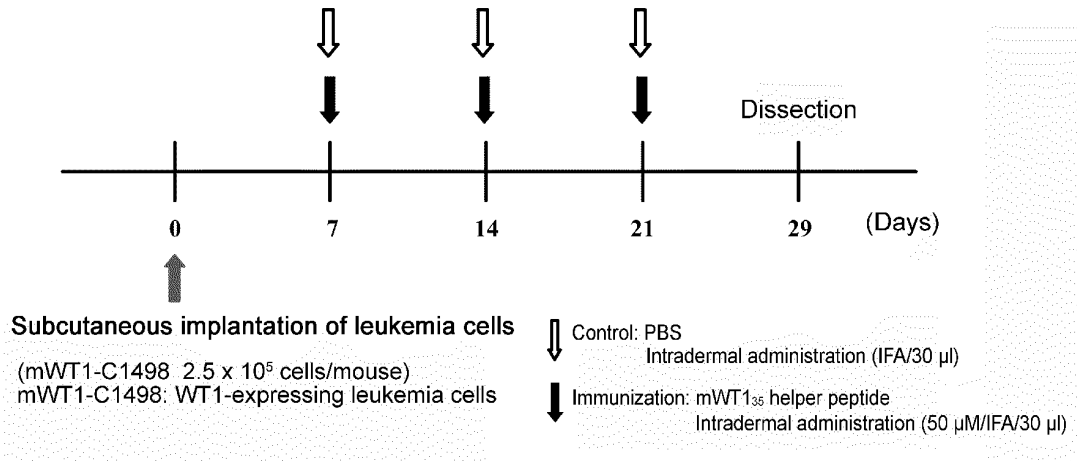 Dissection
0 7 14 21 29 (Days)
Subcutaneous implantation of leukemia cells
(mWT1-C1498 2.5 x 10⁵ cells/mouse)
mWT1-C1498: WT1-expressing leukemia cells
Control: PBS
Intradermal administration (IFA/30 µl)
Immunization: mWT1₃₅ helper peptide
Intradermal administration (50 µM/IFA/30 µl)